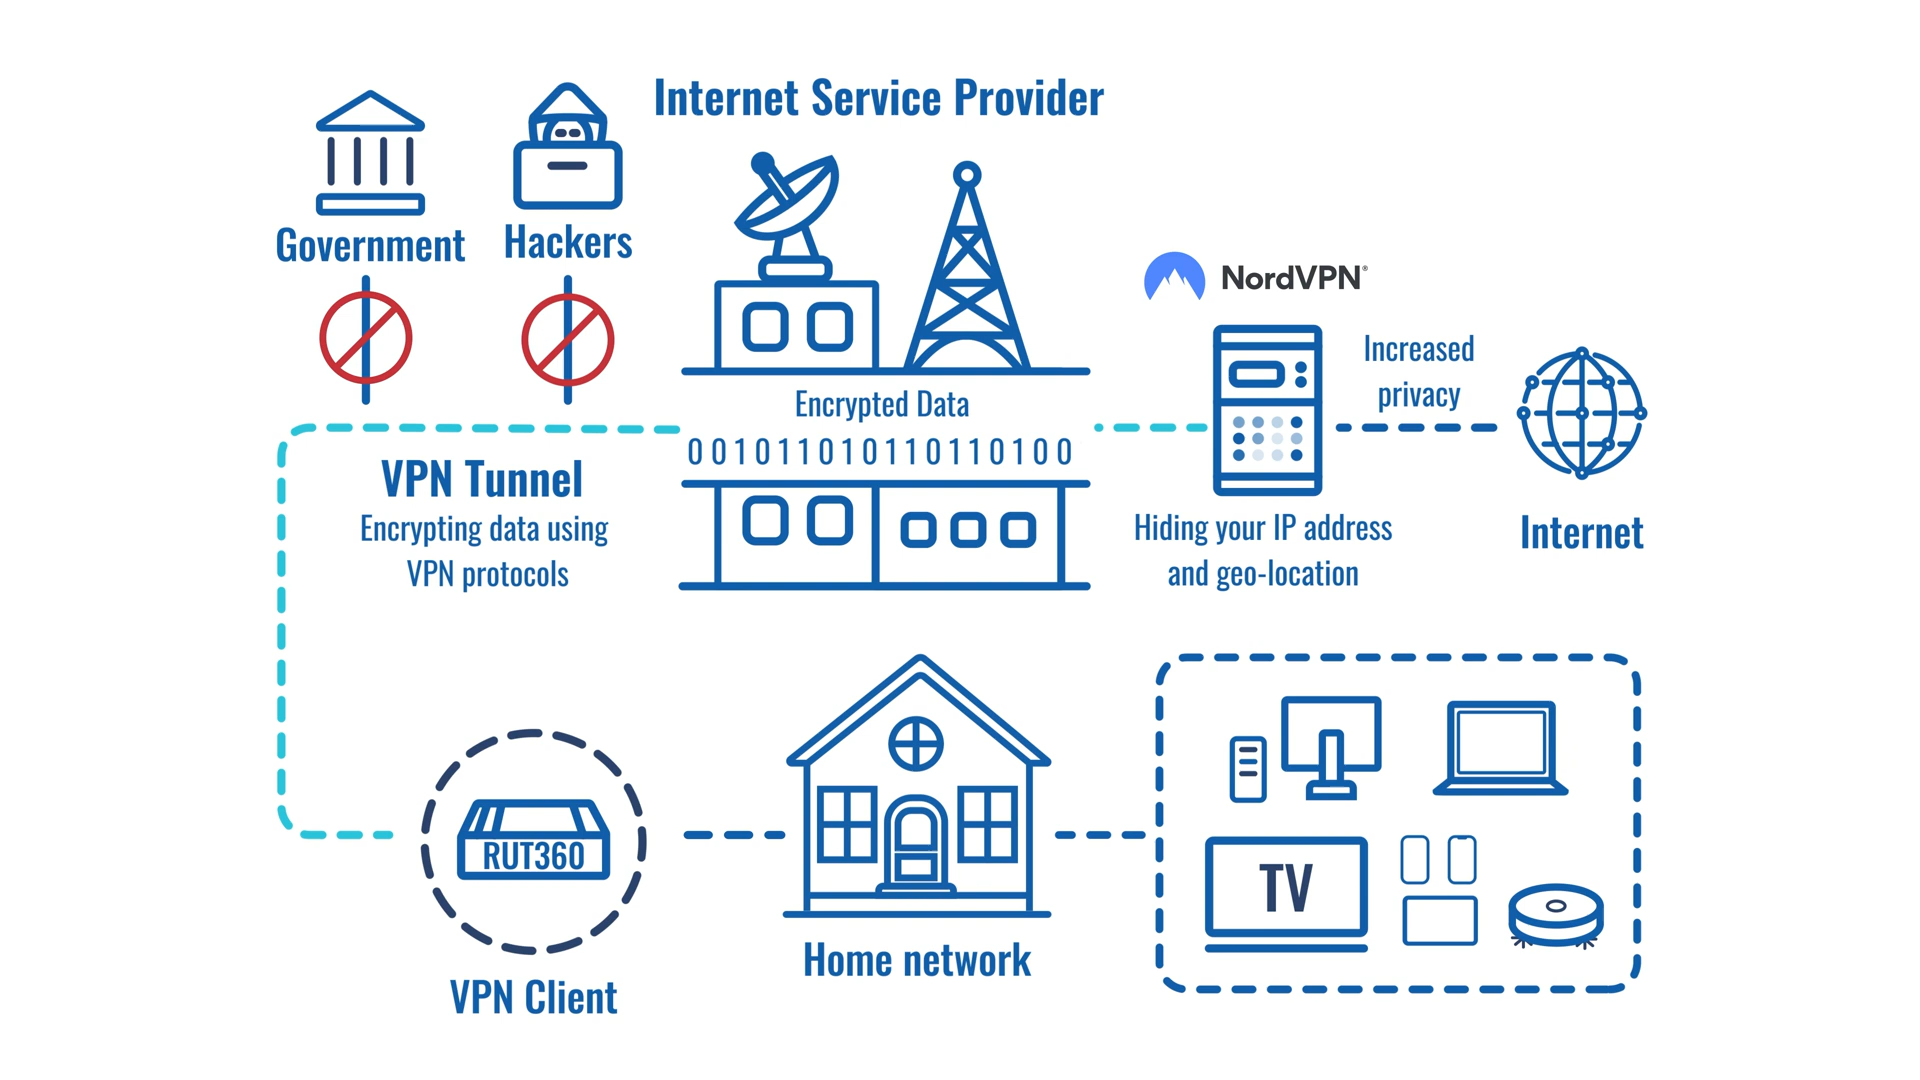 Internet Service Provider
Government
Hackers
NordVPN®
Increased
privacy
Encrypted Data
001011010110110100
VPN Tunnel
Encrypting data using
VPN protocols
Hiding your IP address
and geo-location
Internet
RUT360
VPN Client
Home network
TV